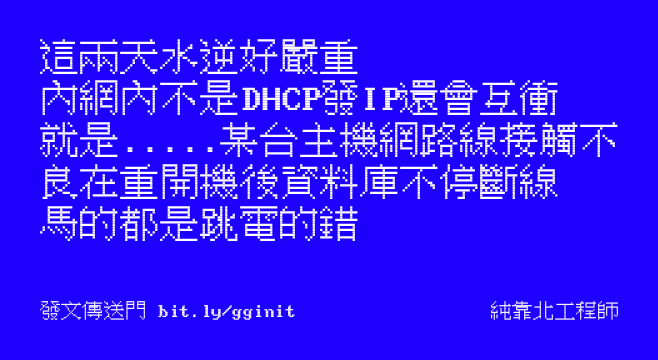 這兩天水逆好嚴重
內網內不是DHCP發IP還會互衝
就是.....某台主機網路線接觸不
良在重開機後資料庫不停斷線
馬的都是跳電的錯
發文傳送門 bit.ly/gginit
純靠北工程師